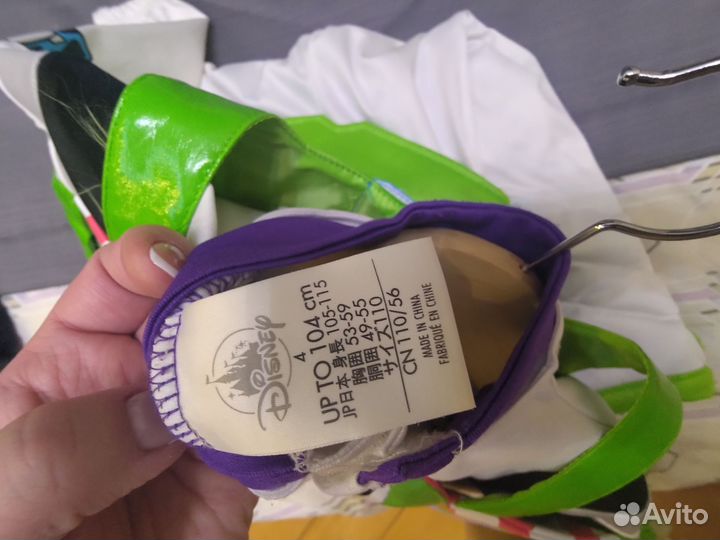 Disney
4
UP TO 104 cm
JP日本 身長 105-115
胸囲 53-59
胴囲 49-55
サイズ110
CN 110/56
MADE IN CHINA
FABRIQUÉ EN CHINE
Avito